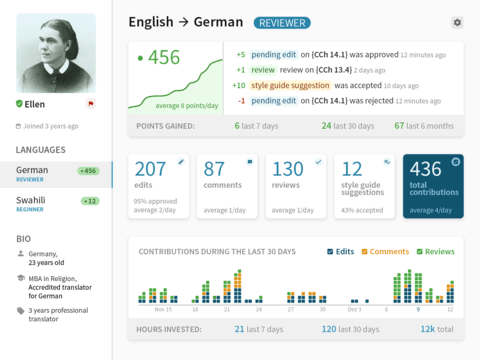 English → German REVIEWER
Ellen
Joined 3 years ago
LANGUAGES
German
REVIEWER
•456
Swahili
BEGINNER
•12
BIO
Germany,
23 years old
MBA in Religion,
Accredited translator
for German
3 years professional
translator
•456
average 8 points/day
+5 pending edit on {CCh 14.1} was approved 12 minutes ago
+1 review review on {CCh 13.4} 2 days ago
+10 style guide suggestion was accepted 10 days ago
-1 pending edit on {CCh 14.1} was rejected 12 minutes ago
POINTS GAINED: 6 last 7 days 24 last 30 days 67 last 6 months
207
edits
95% approved
average 2/day
87
comments
average 1/day
130
reviews
average 1/day
12
style guide
suggestions
43% accepted
436
total
contributions
average 4/day
CONTRIBUTIONS DURING THE LAST 30 DAYS Edits Comments Reviews
Nov 15 18 21 24 27 30 Dez 3 6 9 12
HOURS INVESTED: 21 last 7 days 120 last 30 days 12k total